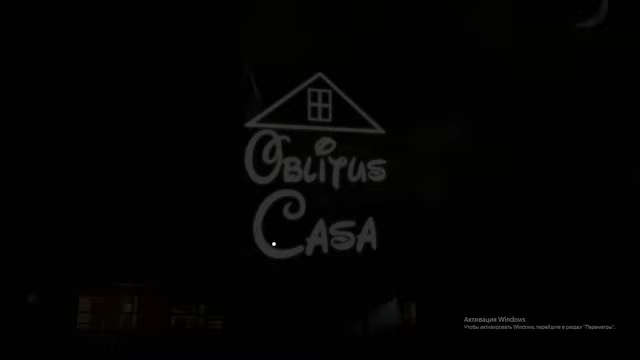 OBLITUS
CASA
Активация Windows
Чтобы активировать Windows, перейдите в раздел "Параметры".